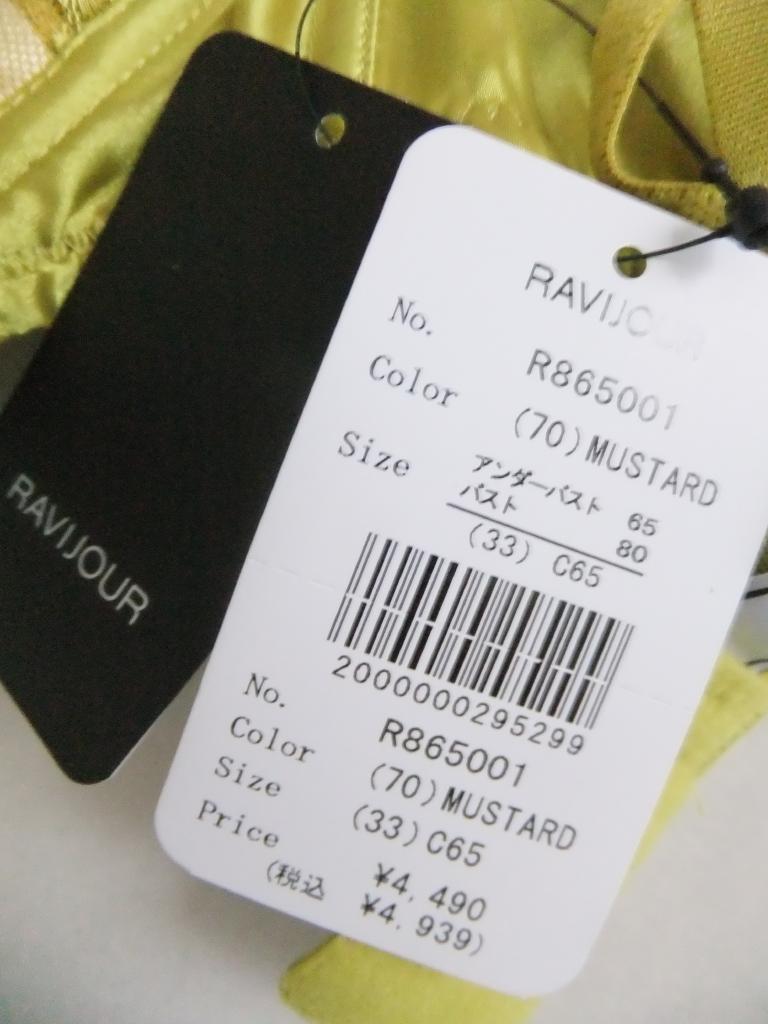 RAVIJOUR
RAVIJOUR
No. R865001
Color (70)MUSTARD
Size アンダーバスト 65
バスト 80
(33) C65
2000000295299
No. R865001
Color (70)MUSTARD
Size (33)C65
Price ¥4,490
(税込 ¥4,939)